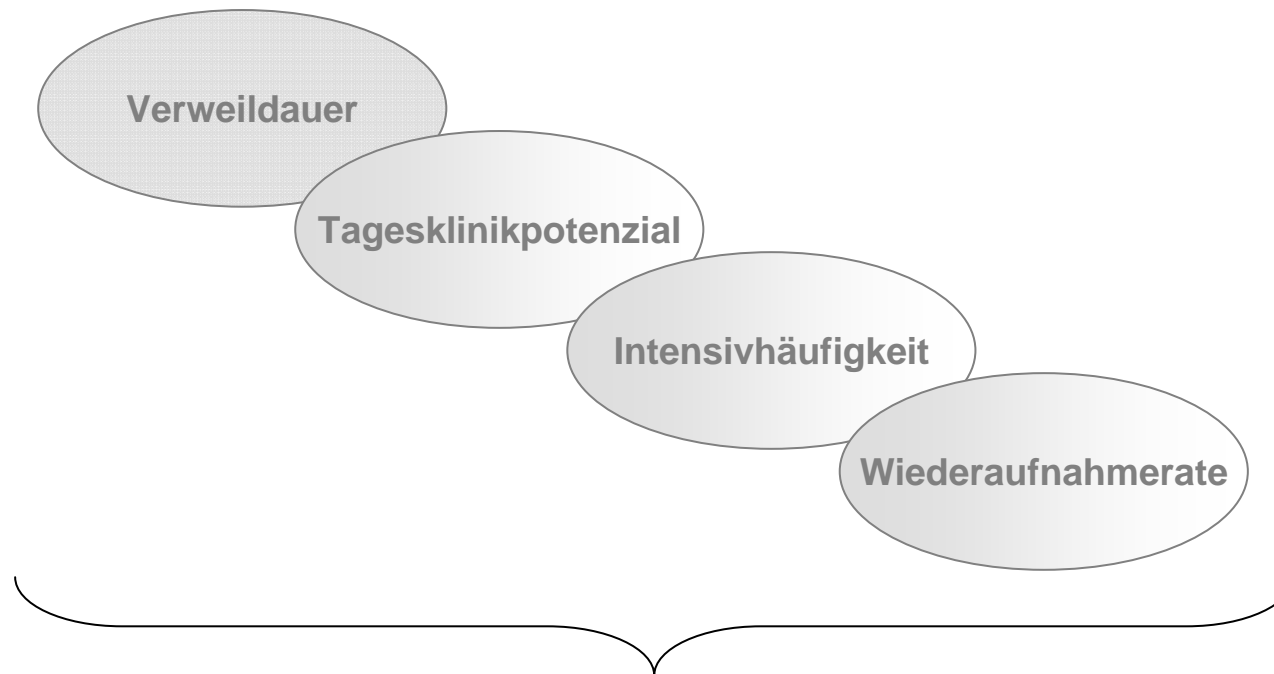 Verweildauer
Tagesklinikpotenzial
Intensivhäufigkeit
Wiederaufnahmerate